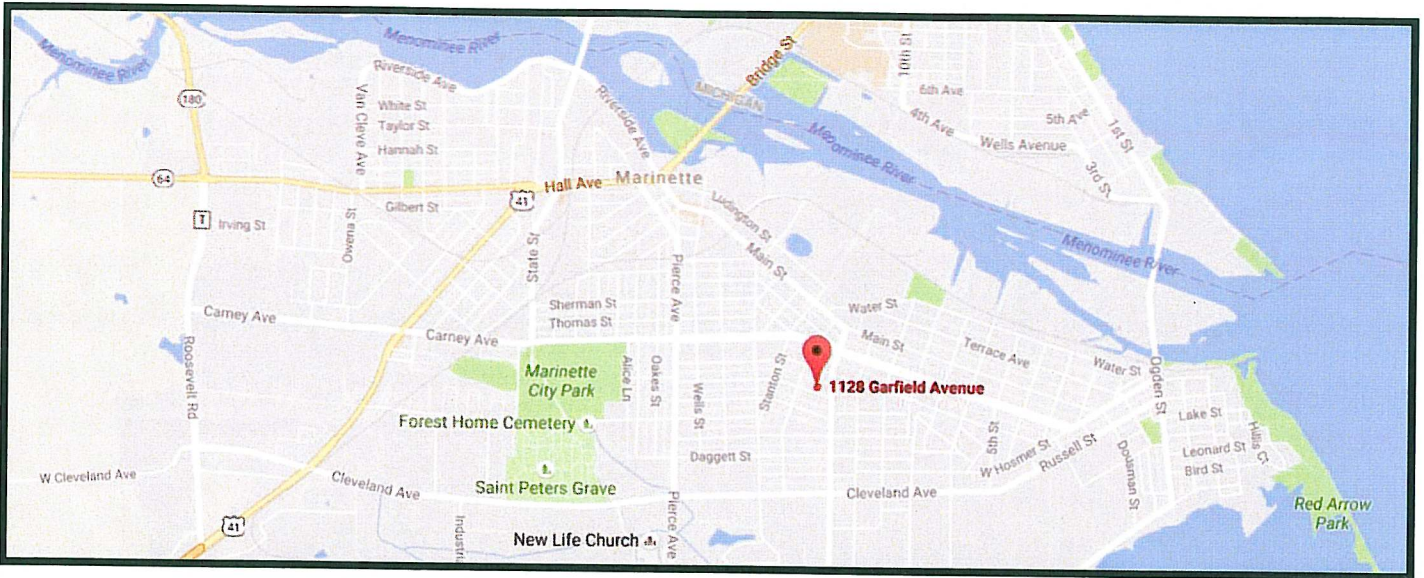 Menominee River
Menominee River
Bridge St
10th St
180
Riverside Ave
Riverside Ave
MICHIGAN
6th Ave
Van Cleve Ave
White St
Taylor St
Hannah St
4th Ave
5th Ave
1st St
Menominee River
Wells Avenue
3rd St
64
Hall Ave
Marinette
41
Gilbert St
Ludington St
T
Irving St
Owena St
State St
Main St
Menominee River
Pierce Ave
Carney Ave
Sherman St
Thomas St
Water St
Carney Ave
Main St
Terrace Ave
Roosevelt Rd
Marinette
City Park
Alice Ln
Oakes St
Wells St
Stanton St
1128 Garfield Avenue
Water St
Ogden St
Forest Home Cemetery
Lake St
5th St
Hillis Ct
W Hosmer St
Russell St
Dousman St
Leonard St
Bird St
Daggett St
W Cleveland Ave
Cleveland Ave
Saint Peters Grave
Cleveland Ave
Red Arrow
Park
41
Industri
New Life Church
Pierce Ave